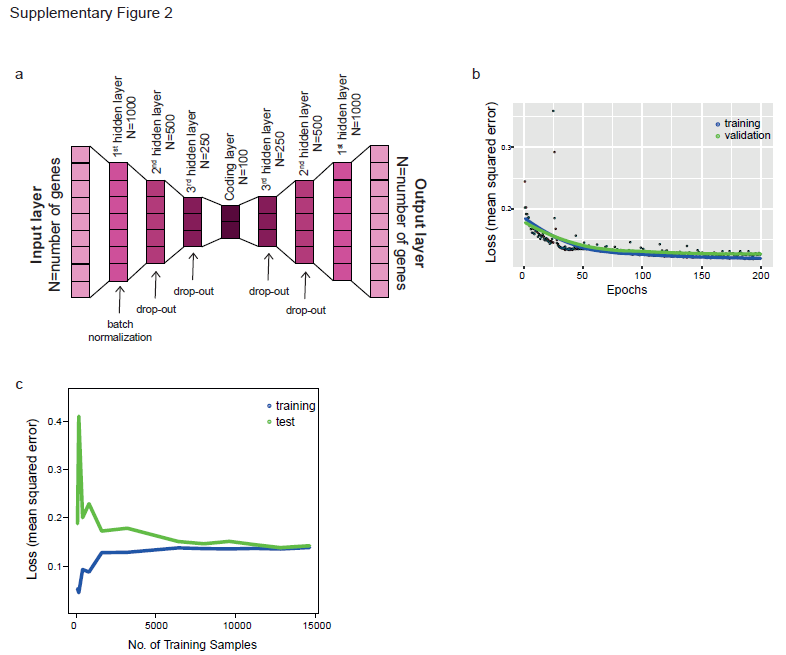 Supplementary Figure 2
a
Input layer
N=number of genes
1st hidden layer
N=1000
2nd hidden layer
N=500
3rd hidden layer
N=250
Coding layer
N=100
3rd hidden layer
N=250
2nd hidden layer
N=500
1st hidden layer
N=1000
Output layer
N=number of genes
batch
normalization
drop-out
drop-out
drop-out
drop-out
b
Loss (mean squared error)
0.3
0.2
training
validation
0
50
100
150
200
Epochs
c
Loss (mean squared error)
0.4
0.3
0.2
0.1
training
test
0
5000
10000
15000
No. of Training Samples